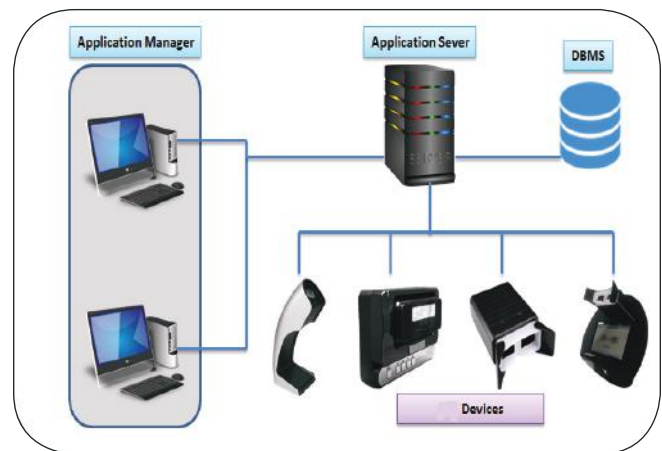 Application Manager
Application Sever
DBMS
Devices